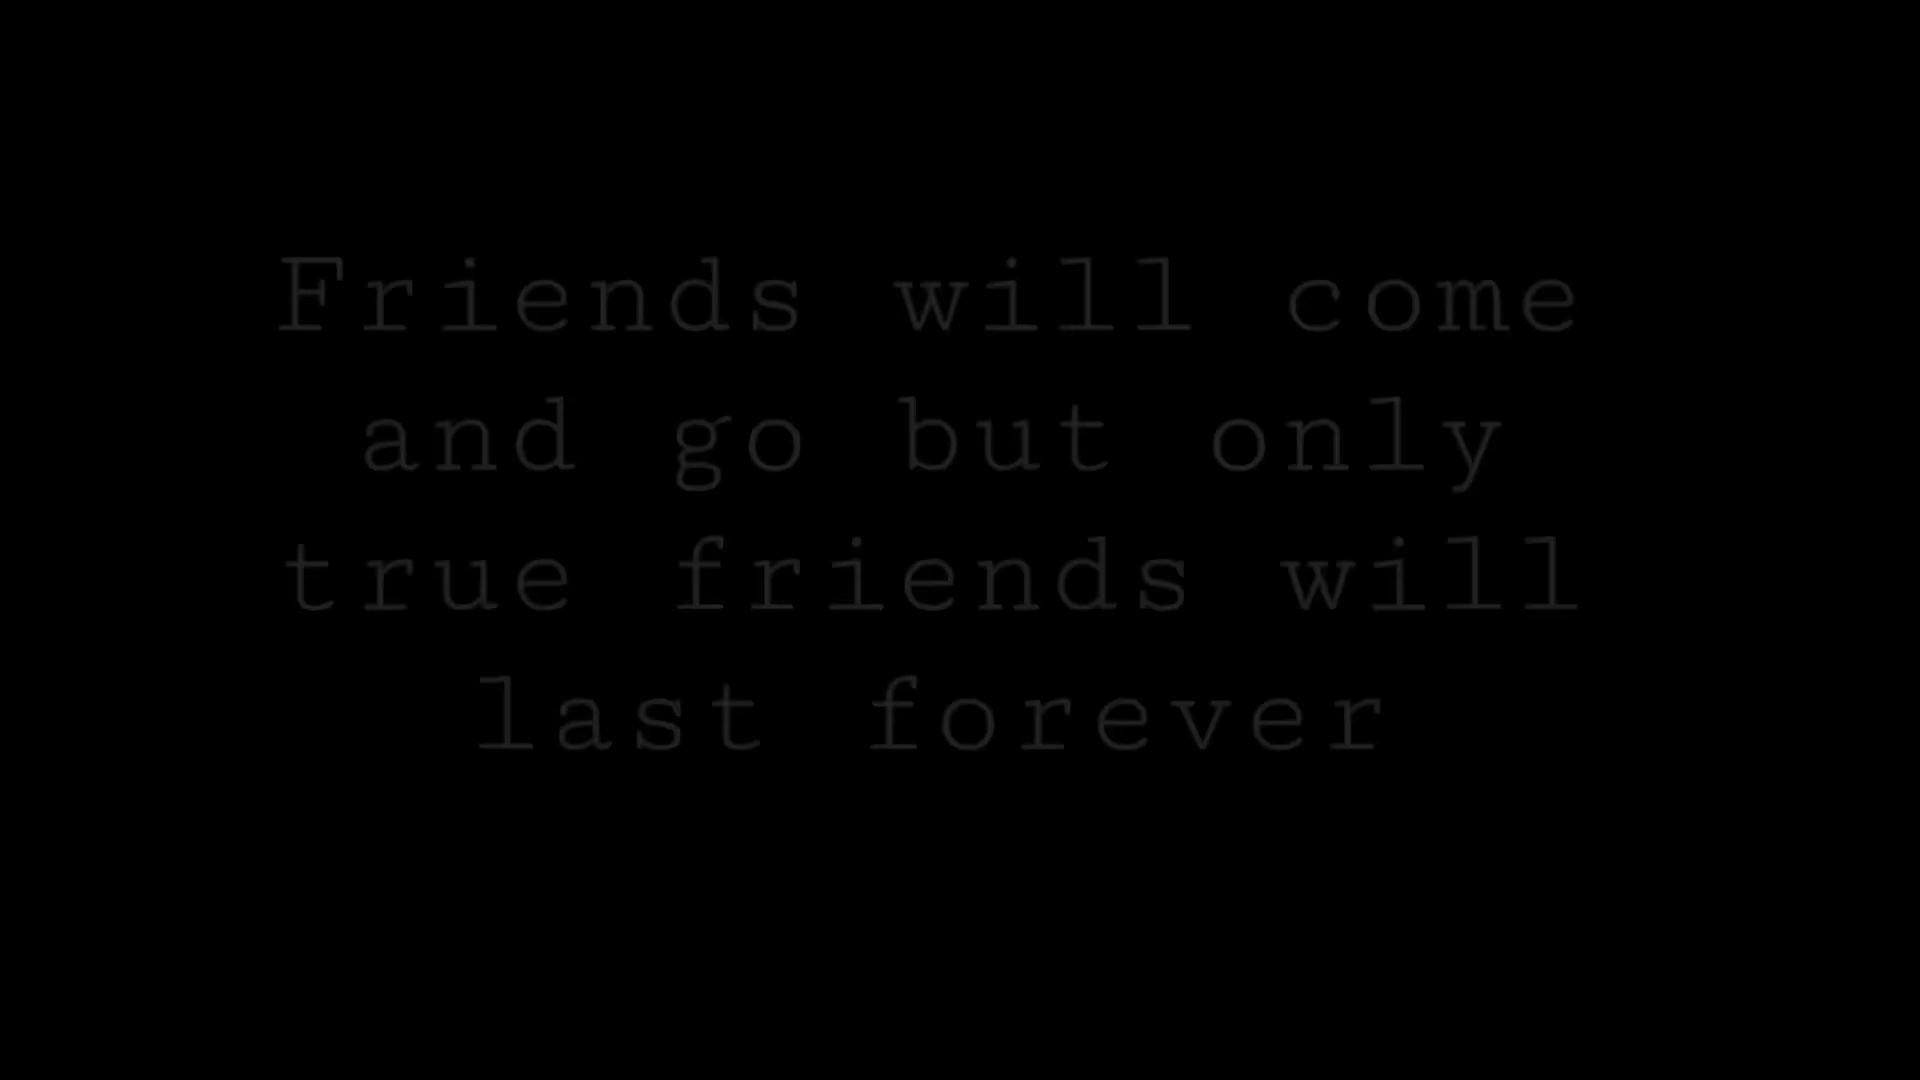 Friends will come
and go but only
true friends will
last forever